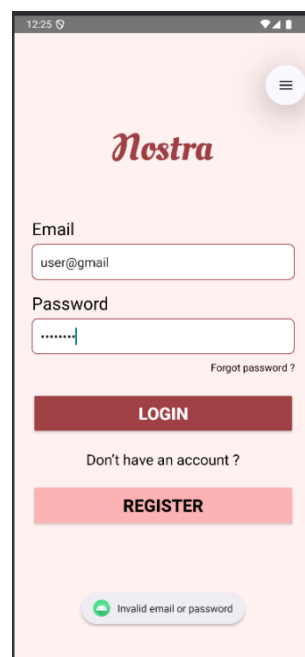 12:25
Nostra
Email
user@gmail
Password
········
Forgot password ?
LOGIN
Don't have an account ?
REGISTER
Invalid email or password